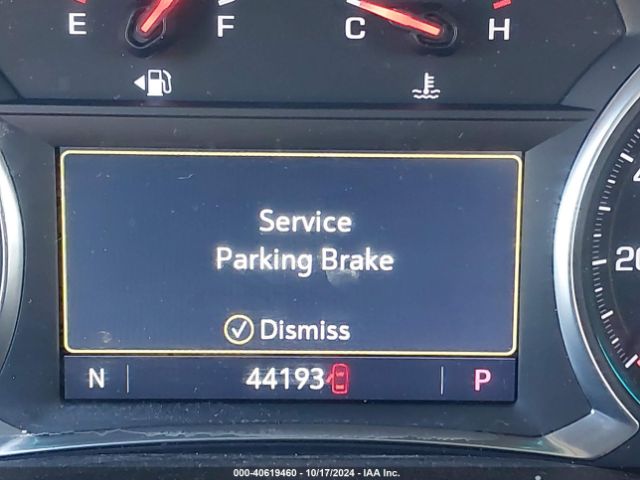 E F C H
Service
Parking Brake
Dismiss
N 44193 P
20
000-40619460 - 10/17/2024 - IAA Inc.